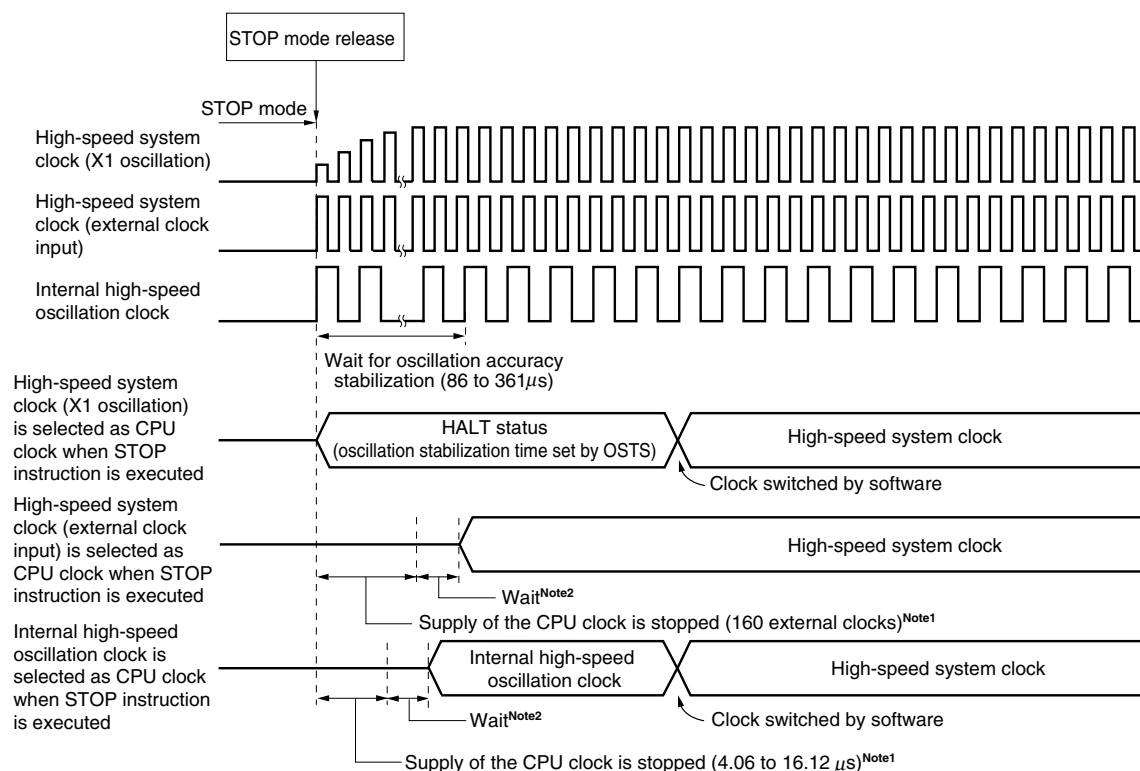 STOP mode release
STOP mode
High-speed system
clock (X1 oscillation)
High-speed system
clock (external clock
input)
Internal high-speed
oscillation clock
Wait for oscillation accuracy
stabilization (86 to 361μs)
High-speed system
clock (X1 oscillation)
is selected as CPU
clock when STOP
instruction is executed
HALT status
(oscillation stabilization time set by OSTS)
High-speed system clock
Clock switched by software
High-speed system
clock (external clock
input) is selected as
CPU clock when STOP
instruction is executed
High-speed system clock
Wait Note2
Supply of the CPU clock is stopped (160 external clocks) Note1
Internal high-speed
oscillation clock is
selected as CPU clock
when STOP instruction
is executed
Internal high-speed
oscillation clock
High-speed system clock
Wait Note2
Clock switched by software
Supply of the CPU clock is stopped (4.06 to 16.12 μs) Note1